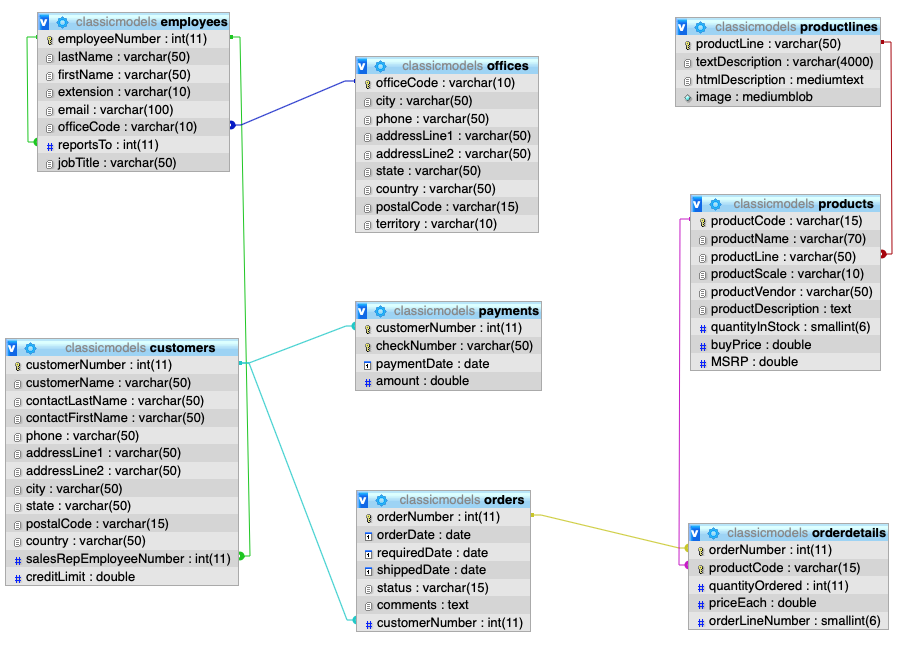 classicmodels employees
employeeNumber : int(11)
lastName : varchar(50)
firstName : varchar(50)
extension : varchar(10)
email : varchar(100)
officeCode : varchar(10)
reportsTo : int(11)
jobTitle : varchar(50)
v classicmodels offices
officeCode : varchar(10)
city : varchar(50)
phone : varchar(50)
addressLine1 : varchar(50)
addressLine2 : varchar(50)
state : varchar(50)
country : varchar(50)
postalCode : varchar(15)
territory : varchar(10)
v classicmodels productlines
productLine : varchar(50)
textDescription : varchar(4000)
htmlDescription : mediumtext
image : mediumblob
v classicmodels products
productCode : varchar(15)
productName : varchar(70)
productLine : varchar(50)
productScale : varchar(10)
productVendor : varchar(50)
productDescription : text
# quantityInStock : smallint(6)
# buyPrice : double
# MSRP : double
v classicmodels payments
customerNumber : int(11)
checkNumber : varchar(50)
paymentDate : date
# amount : double
v classicmodels customers
customerNumber : int(11)
customerName : varchar(50)
contactLastName : varchar(50)
contactFirstName : varchar(50)
phone : varchar(50)
addressLine1 : varchar(50)
addressLine2 : varchar(50)
city : varchar(50)
state : varchar(50)
postalCode : varchar(15)
country : varchar(50)
# salesRepEmployeeNumber : int(11)
# creditLimit : double
v classicmodels orders
orderNumber : int(11)
orderDate : date
requiredDate : date
shippedDate : date
status : varchar(15)
comments : text
# customerNumber : int(11)
v classicmodels orderdetails
orderNumber : int(11)
productCode : varchar(15)
# quantityOrdered : int(11)
# priceEach : double
# orderLineNumber : smallint(6)